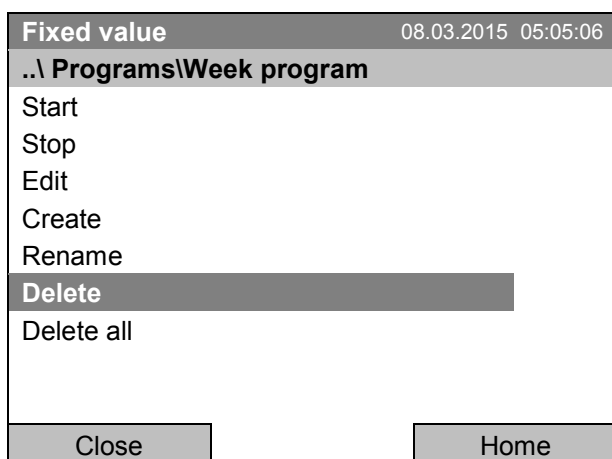 Fixed value 08.03.2015 05:05:06
..\ Programs\Week program
Start
Stop
Edit
Create
Rename
Delete
Delete all
Close Home